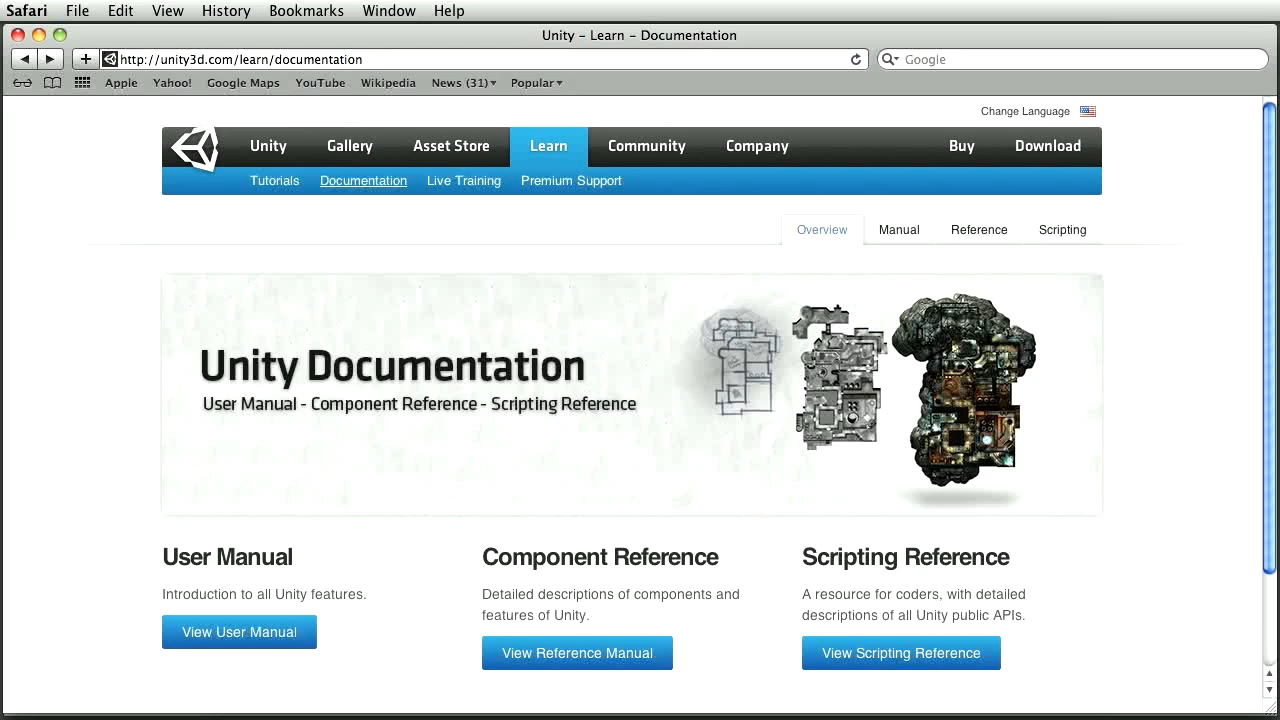 Safari File Edit View History Bookmarks Window Help
Unity - Learn - Documentation
http://unity3d.com/learn/documentation
Google
Apple Yahoo! Google Maps YouTube Wikipedia News (31) Popular
Change Language
Unity Gallery Asset Store Learn Community Company Buy Download
Tutorials Documentation Live Training Premium Support
Overview Manual Reference Scripting
Unity Documentation
User Manual - Component Reference - Scripting Reference
User Manual Component Reference Scripting Reference
Introduction to all Unity features. Detailed descriptions of components and A resource for coders, with detailed
features of Unity. descriptions of all Unity public APIs.
View User Manual
View Reference Manual View Scripting Reference